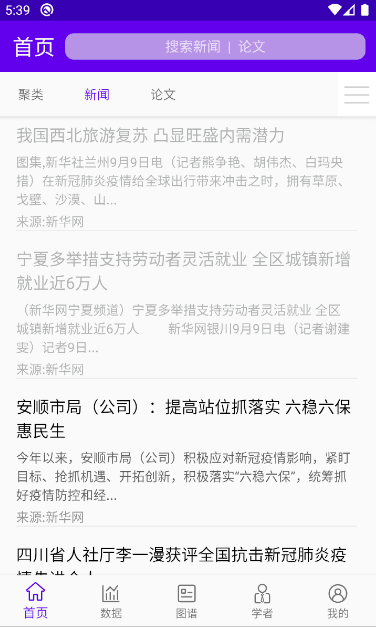 5:39
首页
搜索新闻 | 论文
聚类 新闻 论文
我国西北旅游复苏 凸显旺盛内需潜力
图集,新华社兰州9月9日电（记者熊争艳、胡伟杰、白玛央
措）在新冠肺炎疫情给全球出行带来冲击之时，拥有草原、
戈壁、沙漠、山...
来源:新华网
宁夏多举措支持劳动者灵活就业 全区城镇新增
就业近6万人
（新华网宁夏频道）宁夏多举措支持劳动者灵活就业 全区
城镇新增就业近6万人 新华网银川9月9日电（记者谢建
雯）记者9日...
来源:新华网
安顺市局（公司）：提高站位抓落实 六稳六保
惠民生
今年以来，安顺市局（公司）积极应对新冠疫情影响，紧盯
目标、抢抓机遇、开拓创新，积极落实“六稳六保”，统筹抓
好疫情防控和经...
来源:新华网
四川省人社厅李一漫获评全国抗击新冠肺炎疫
首页 数据 图谱 学者 我的